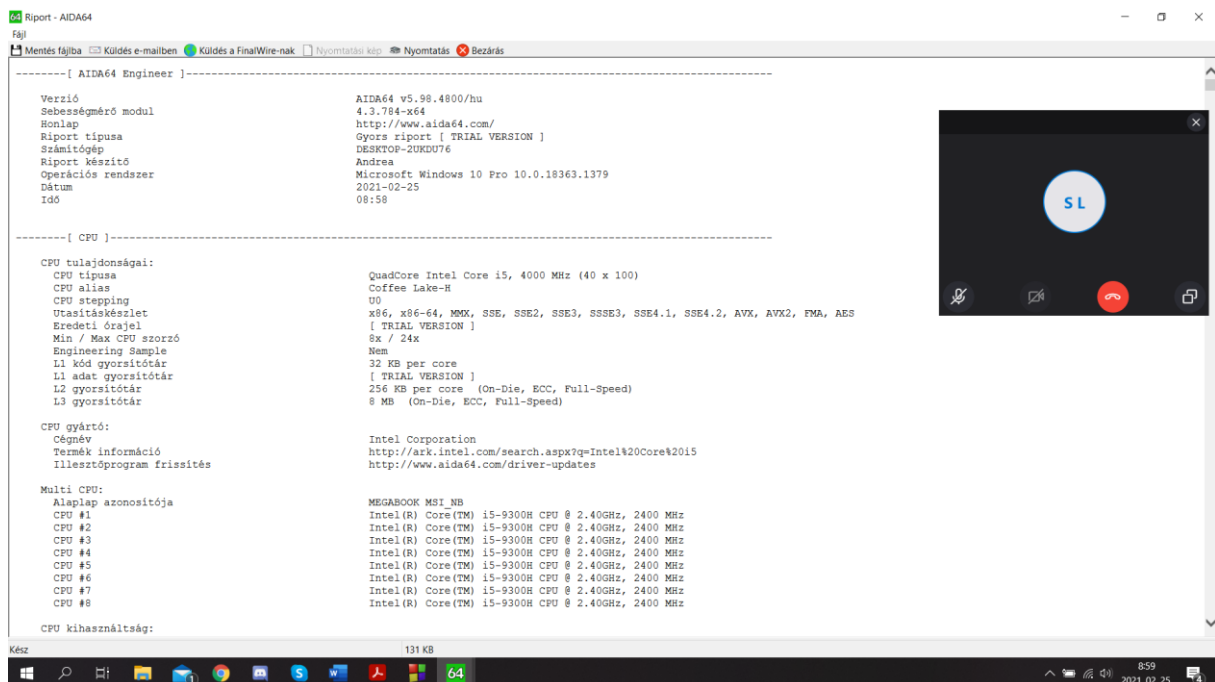 64 Riport - AIDA64
Fájl
Mentés fájlba Küldés e-mailben Küldés a FinalWire-nak Nyomtatási kép Nyomtatás Bezárás
--------[ AIDA64 Engineer ]------------------------------------------------------------------------------------
Verzió AIDA64 v5.98.4800/hu
Sebességmérő modul 4.3.784-x64
Honlap http://www.aida64.com/
Riport típusa Gyors riport [ TRIAL VERSION ]
Számítógép DESKTOP-2UKDU76
Riport készítő Andrea
Operációs rendszer Microsoft Windows 10 Pro 10.0.18363.1379
Dátum 2021-02-25
Idő 08:58
--------[ CPU ]------------------------------------------------------------------------------------------------
CPU tulajdonságai:
CPU típusa QuadCore Intel Core i5, 4000 MHz (40 x 100)
CPU alias Coffee Lake-H
CPU stepping U0
Utasításkészlet x86, x86-64, MMX, SSE, SSE2, SSE3, SSSE3, SSE4.1, SSE4.2, AVX, AVX2, FMA, AES
Eredeti órajel [ TRIAL VERSION ]
Min / Max CPU szorzó 8x / 24x
Engineering Sample Nem
L1 kód gyorsítótár 32 KB per core
L1 adat gyorsítótár [ TRIAL VERSION ]
L2 gyorsítótár 256 KB per core (On-Die, ECC, Full-Speed)
L3 gyorsítótár 8 MB (On-Die, ECC, Full-Speed)
CPU gyártó:
Cégnév Intel Corporation
Termék információ http://ark.intel.com/search.aspx?q=Intel%20Core%20i5
Illesztőprogram frissítés http://www.aida64.com/driver-updates
Multi CPU:
Alaplap azonosítója MEGABOOK MSI_NB
CPU #1 Intel(R) Core(TM) i5-9300H CPU @ 2.40GHz, 2400 MHz
CPU #2 Intel(R) Core(TM) i5-9300H CPU @ 2.40GHz, 2400 MHz
CPU #3 Intel(R) Core(TM) i5-9300H CPU @ 2.40GHz, 2400 MHz
CPU #4 Intel(R) Core(TM) i5-9300H CPU @ 2.40GHz, 2400 MHz
CPU #5 Intel(R) Core(TM) i5-9300H CPU @ 2.40GHz, 2400 MHz
CPU #6 Intel(R) Core(TM) i5-9300H CPU @ 2.40GHz, 2400 MHz
CPU #7 Intel(R) Core(TM) i5-9300H CPU @ 2.40GHz, 2400 MHz
CPU #8 Intel(R) Core(TM) i5-9300H CPU @ 2.40GHz, 2400 MHz
CPU kihasználtság:
S L
Kész 131 KB
64
8:59
2021. 02. 25.